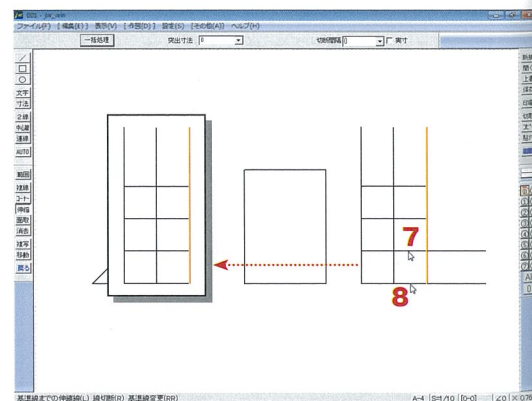 ファイル(F) [編集(E)] 表示(V) [作図(D)] 設定(S) [その他(A)] ヘルプ(H)
一括処理 突出寸法 0 切断間隔 実寸
文字
寸法
2線
中心線
連線
AUTO
範囲
複線
コーナー
伸縮
面取
消去
複写
移動
戻る
7
8
基準線までの伸縮線(L) 線切断(R) 基準線変更(RR) A-4 S=1/10 [0-0] ∠0